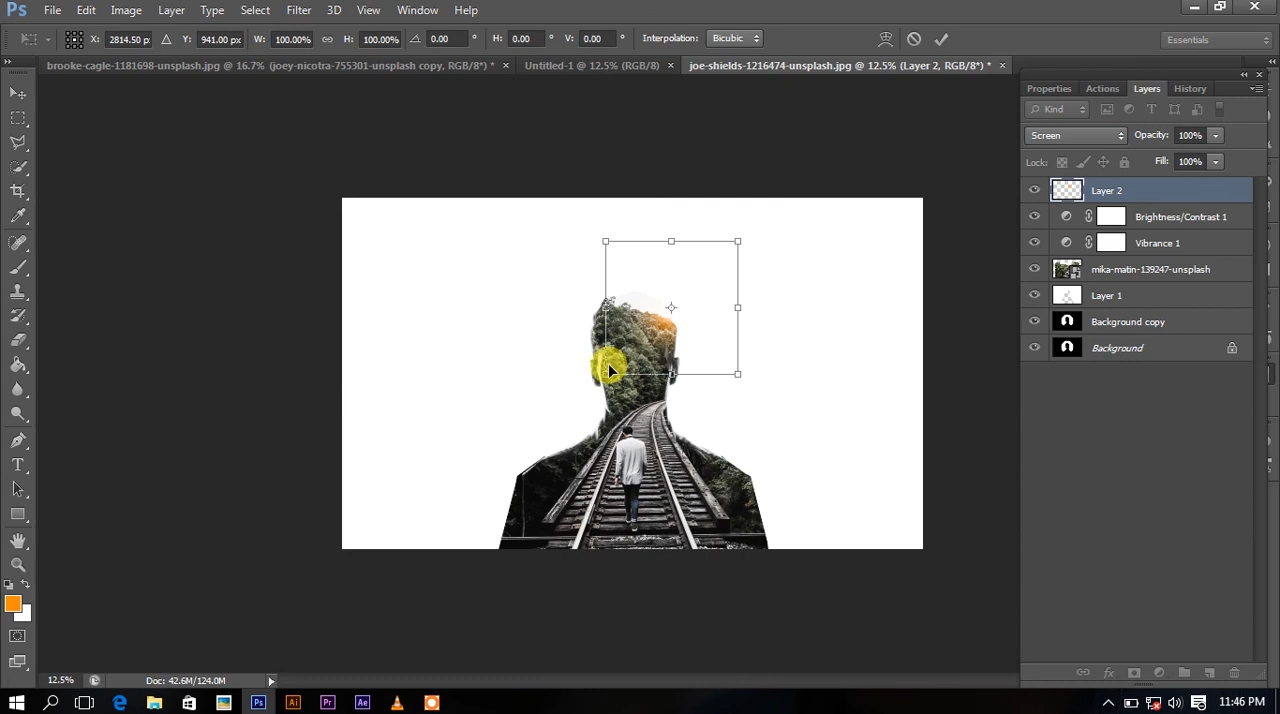 Ps File Edit Image Layer Type Select Filter 3D View Window Help
X: 2814.50 px Y: 941.00 px W: 100.00% H: 100.00% 0.00 ° H: 0.00 ° V: 0.00 ° Interpolation: Bicubic Essentials
brooke-cagle-1181698-unsplash.jpg @ 16.7% (joey-nicotra-755301-unsplash copy, RGB/8*) * × Untitled-1 @ 12.5% (RGB/8) × joe-shields-1216474-unsplash.jpg @ 12.5% (Layer 2, RGB/8*) * ×
Properties Actions Layers History
Kind
Screen Opacity: 100%
Lock: Fill: 100%
Layer 2
Brightness/Contrast 1
Vibrance 1
mika-matin-139247-unsplash
Layer 1
Background copy
Background
12.5% Doc: 42.6M/124.0M
Ps Ai Pr Ae 11:46 PM